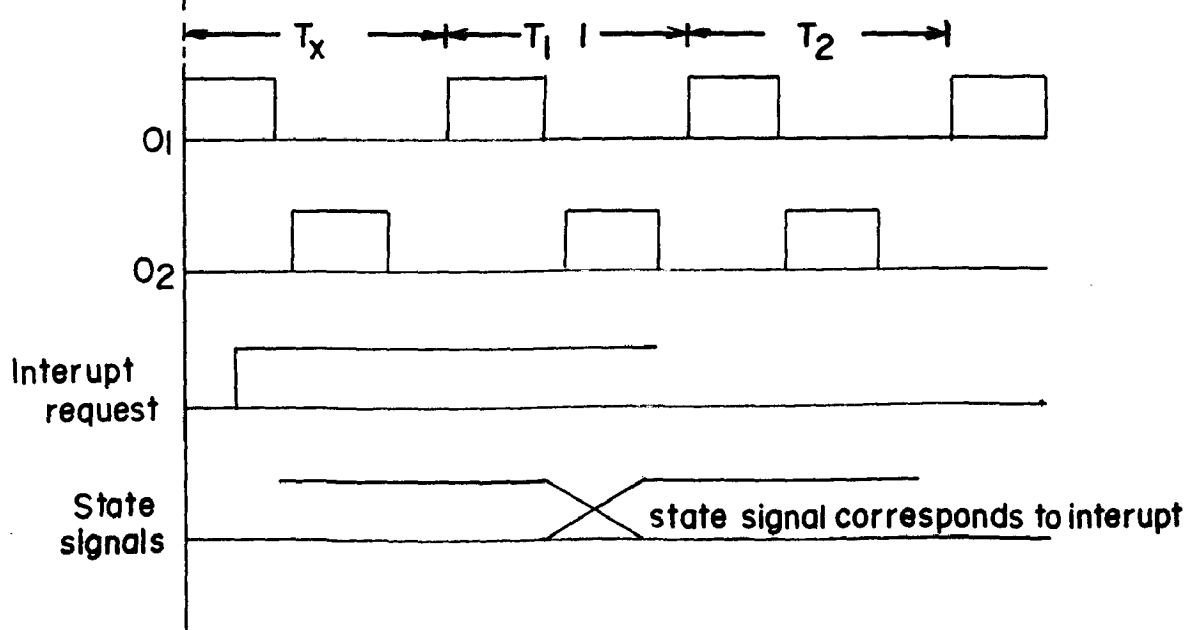 Tx T1 I T2
O1
O2
Interupt
request
State
signals
state signal corresponds to interupt